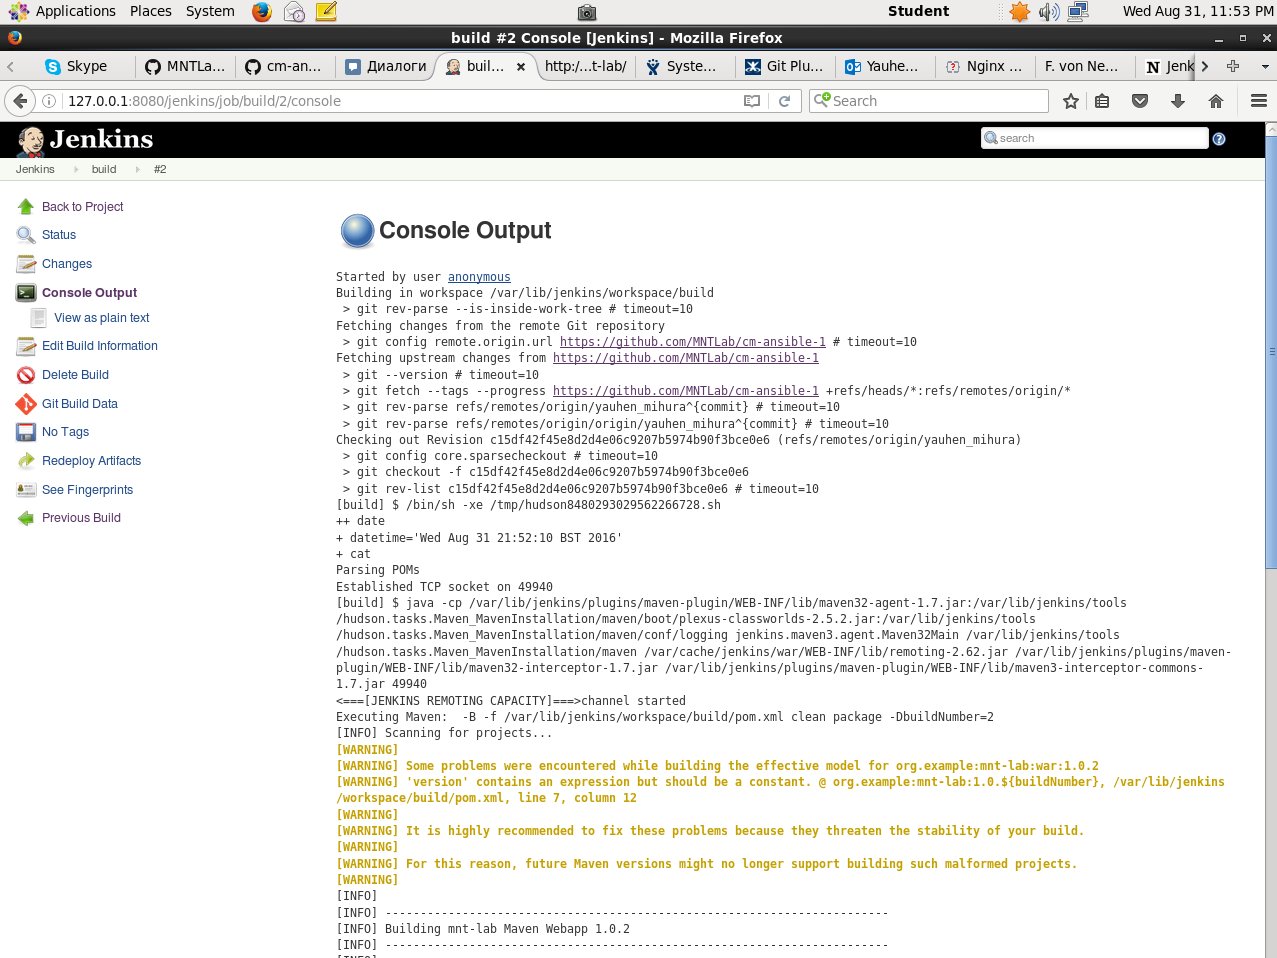 Applications Places System Student Wed Aug 31, 11:53 PM
build #2 Console [Jenkins] - Mozilla Firefox
Skype MNTLa... cm-an... Диалоги buil... http:/...t-lab/ Syste... Git Plu... Yauhe... Nginx ... F. von Ne... Jenk
127.0.0.1:8080/jenkins/job/build/2/console Search
Jenkins search
Jenkins build #2
Back to Project
Status
Changes
Console Output
View as plain text
Edit Build Information
Delete Build
Git Build Data
No Tags
Redeploy Artifacts
See Fingerprints
Previous Build
Console Output
Started by user anonymous
Building in workspace /var/lib/jenkins/workspace/build
> git rev-parse --is-inside-work-tree # timeout=10
Fetching changes from the remote Git repository
> git config remote.origin.url https://github.com/MNTLab/cm-ansible-1 # timeout=10
Fetching upstream changes from https://github.com/MNTLab/cm-ansible-1
> git --version # timeout=10
> git fetch --tags --progress https://github.com/MNTLab/cm-ansible-1 +refs/heads/*:refs/remotes/origin/*
> git rev-parse refs/remotes/origin/yauhen_mihura^{commit} # timeout=10
> git rev-parse refs/remotes/origin/origin/yauhen_mihura^{commit} # timeout=10
Checking out Revision c15df42f45e8d2d4e06c9207b5974b90f3bce0e6 (refs/remotes/origin/yauhen_mihura)
> git config core.sparsecheckout # timeout=10
> git checkout -f c15df42f45e8d2d4e06c9207b5974b90f3bce0e6
> git rev-list c15df42f45e8d2d4e06c9207b5974b90f3bce0e6 # timeout=10
[build] $ /bin/sh -xe /tmp/hudson8480293029562266728.sh
++ date
+ datetime='Wed Aug 31 21:52:10 BST 2016'
+ cat
Parsing POMs
Established TCP socket on 49940
[build] $ java -cp /var/lib/jenkins/plugins/maven-plugin/WEB-INF/lib/maven32-agent-1.7.jar:/var/lib/jenkins/tools
/hudson.tasks.Maven_MavenInstallation/maven/boot/plexus-classworlds-2.5.2.jar:/var/lib/jenkins/tools
/hudson.tasks.Maven_MavenInstallation/maven/conf/logging jenkins.maven3.agent.Maven32Main /var/lib/jenkins/tools
/hudson.tasks.Maven_MavenInstallation/maven /var/cache/jenkins/war/WEB-INF/lib/remoting-2.62.jar /var/lib/jenkins/plugins/maven-
plugin/WEB-INF/lib/maven32-interceptor-1.7.jar /var/lib/jenkins/plugins/maven-plugin/WEB-INF/lib/maven3-interceptor-commons-
1.7.jar 49940
<===[JENKINS REMOTING CAPACITY]===>channel started
Executing Maven:  -B -f /var/lib/jenkins/workspace/build/pom.xml clean package -DbuildNumber=2
[INFO] Scanning for projects...
[WARNING]
[WARNING] Some problems were encountered while building the effective model for org.example:mnt-lab:war:1.0.2
[WARNING] 'version' contains an expression but should be a constant. @ org.example:mnt-lab:1.0.${buildNumber}, /var/lib/jenkins
/workspace/build/pom.xml, line 7, column 12
[WARNING]
[WARNING] It is highly recommended to fix these problems because they threaten the stability of your build.
[WARNING]
[WARNING] For this reason, future Maven versions might no longer support building such malformed projects.
[WARNING]
[INFO]
[INFO] ------------------------------------------------------------------------
[INFO] Building mnt-lab Maven Webapp 1.0.2
[INFO] ------------------------------------------------------------------------